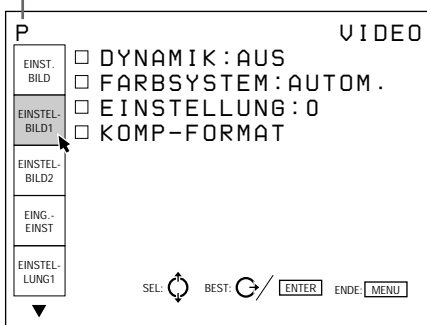 P VIDEO
EINST.
BILD
EINSTEL-
BILD1
EINSTEL-
BILD2
EING.-
EINST
EINSTEL-
LUNG1
□ DYNAMIK:AUS
□ FARBSYSTEM:AUTOM.
□ EINSTELLUNG:0
□ KOMP-FORMAT
SEL: BEST: / ENTER ENDE: MENU